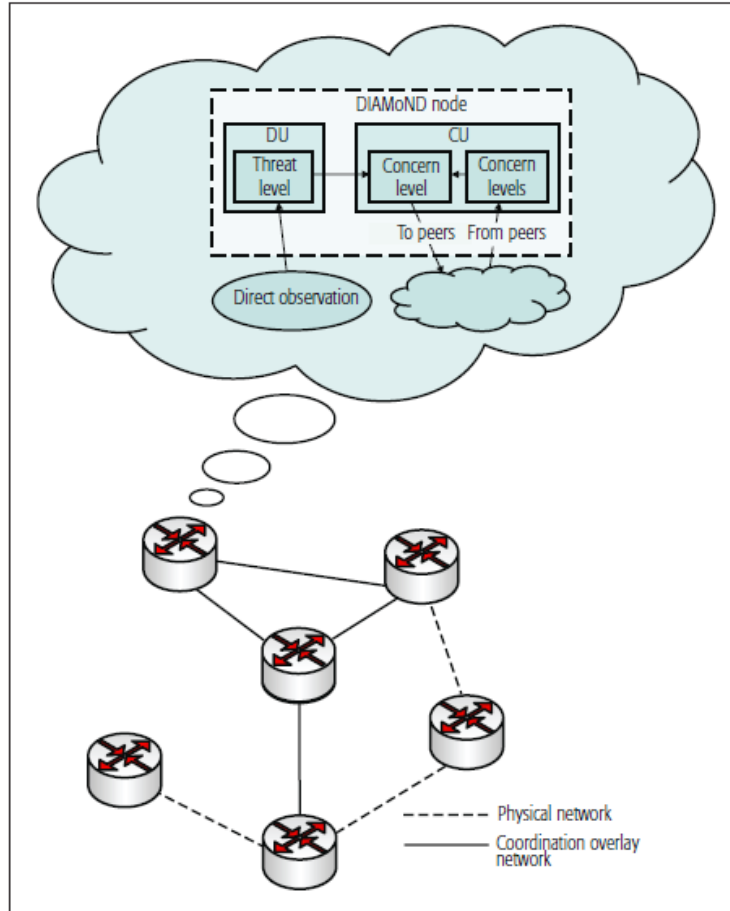 DIAMoND node
DU
CU
Threat
level
Concern
level
Concern
levels
To peers
From peers
Direct observation
Physical network
Coordination overlay
network